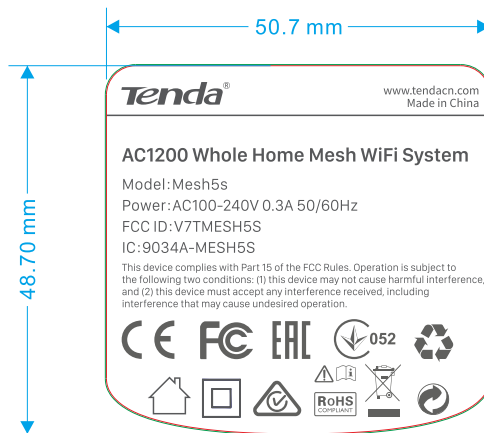 50.7 mm
48.70 mm
Tenda®
www.tendacn.com
Made in China
AC1200 Whole Home Mesh WiFi System
Model:Mesh5s
Power:AC100-240V 0.3A 50/60Hz
FCC ID:V7TMESH5S
IC:9034A-MESH5S
This device complies with Part 15 of the FCC Rules. Operation is subject to
the following two conditions: (1) this device may not cause harmful interference,
and (2) this device must accept any interference received, including
interference that may cause undesired operation.
CE FC EAC 052
RoHS
COMPLIANT